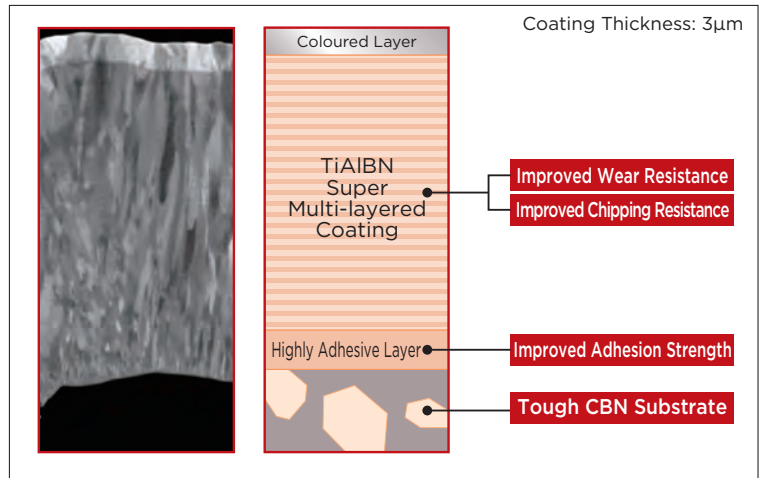 Coating Thickness: 3μm
Coloured Layer
TiAlBN
Super
Multi-layered
Coating
Improved Wear Resistance
Improved Chipping Resistance
Highly Adhesive Layer
Improved Adhesion Strength
Tough CBN Substrate